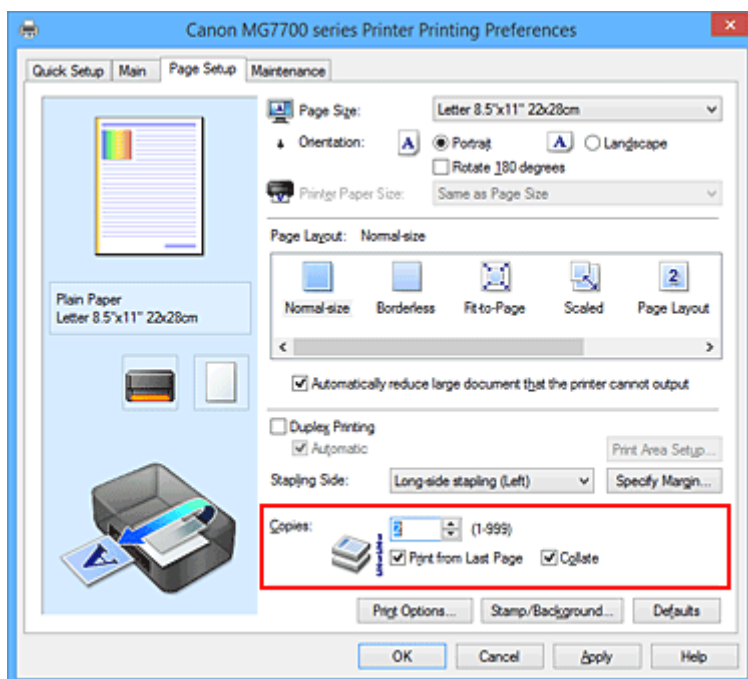 Canon MG7700 series Printer Printing Preferences
Quick Setup Main Page Setup Maintenance
Page Size: Letter 8.5"x11" 22x28cm
Orientation: A Portrait A Landscape
Rotate 180 degrees
Printer Paper Size: Same as Page Size
Page Layout: Normal-size
2
Normal-size Borderless Fit-to-Page Scaled Page Layout
Plain Paper
Letter 8.5"x11" 22x28cm
Automatically reduce large document that the printer cannot output
Duplex Printing
Automatic
Print Area Setup...
Stapling Side: Long-side stapling (Left) Specify Margin...
Copies: 2 (1-999)
Print from Last Page Collate
A
Print Options... Stamp/Background... Defaults
OK Cancel Apply Help